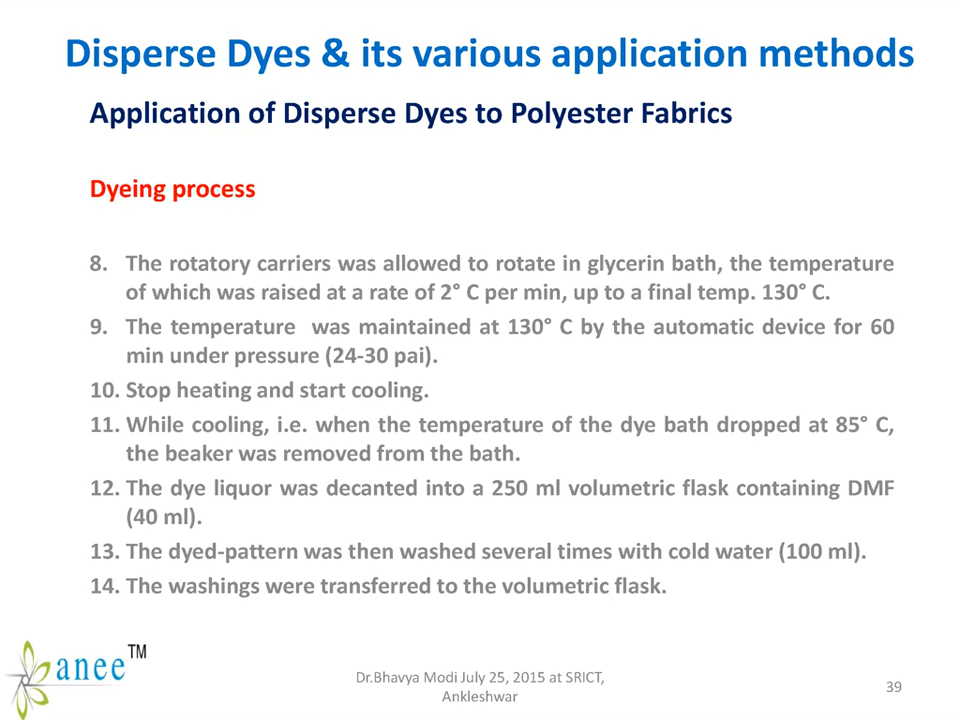 Disperse Dyes & its various application methods
Application of Disperse Dyes to Polyester Fabrics
Dyeing process
8. The rotatory carriers was allowed to rotate in glycerin bath, the temperature
of which was raised at a rate of 2° C per min, up to a final temp. 130° C.
9. The temperature was maintained at 130° C by the automatic device for 60
min under pressure (24-30 pai).
10. Stop heating and start cooling.
11. While cooling, i.e. when the temperature of the dye bath dropped at 85° C,
the beaker was removed from the bath.
12. The dye liquor was decanted into a 250 ml volumetric flask containing DMF
(40 ml).
13. The dyed-pattern was then washed several times with cold water (100 ml).
14. The washings were transferred to the volumetric flask.
anee TM
Dr.Bhavya Modi July 25, 2015 at SRICT,
Ankleshwar
39